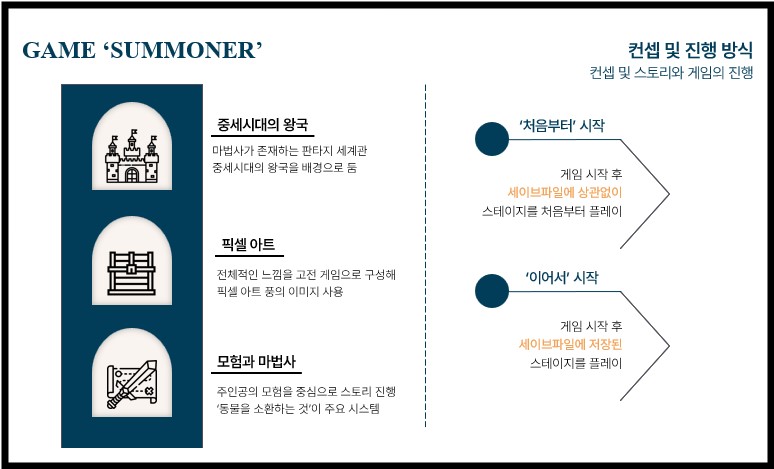 GAME ‘SUMMONER’
컨셉 및 진행 방식
컨셉 및 스토리와 게임의 진행
중세시대의 왕국
마법사가 존재하는 판타지 세계관
중세시대의 왕국을 배경으로 둠
픽셀 아트
전체적인 느낌을 고전 게임으로 구성해
픽셀 아트 풍의 이미지 사용
모험과 마법사
주인공의 모험을 중심으로 스토리 진행
‘동물을 소환하는 것’이 주요 시스템
‘처음부터’ 시작
게임 시작 후
세이브파일에 상관없이
스테이지를 처음부터 플레이
‘이어서’ 시작
게임 시작 후
세이브파일에 저장된
스테이지를 플레이